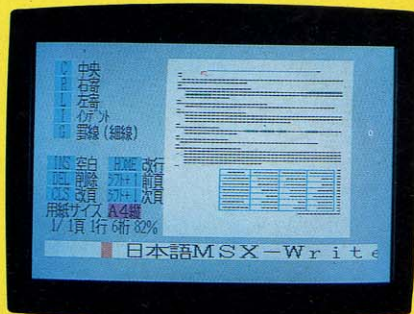 C 中央
R 右寄
L 左寄
I インデント
G 罫線(細線)
INS 空白 HOME 改行
DEL 削除 シフト+↑ 前頁
CLS 改頁 シフト+↓ 次頁
用紙サイズ A4縦
1/ 1頁 1行 6桁 82%
日本語MSX-Write